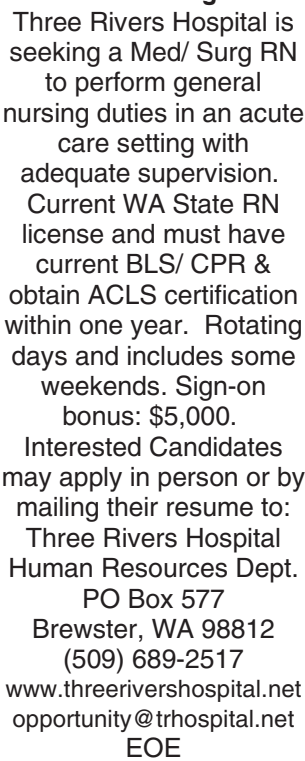 Three Rivers Hospital is
seeking a Med/ Surg RN
to perform general
nursing duties in an acute
care setting with
adequate supervision.
Current WA State RN
license and must have
current BLS/ CPR &
obtain ACLS certification
within one year.  Rotating
days and includes some
weekends. Sign-on
bonus: $5,000.
Interested Candidates
may apply in person or by
mailing their resume to:
Three Rivers Hospital
Human Resources Dept.
PO Box 577
Brewster, WA 98812
(509) 689-2517
www.threerivershospital.net
opportunity@trhospital.net
EOE